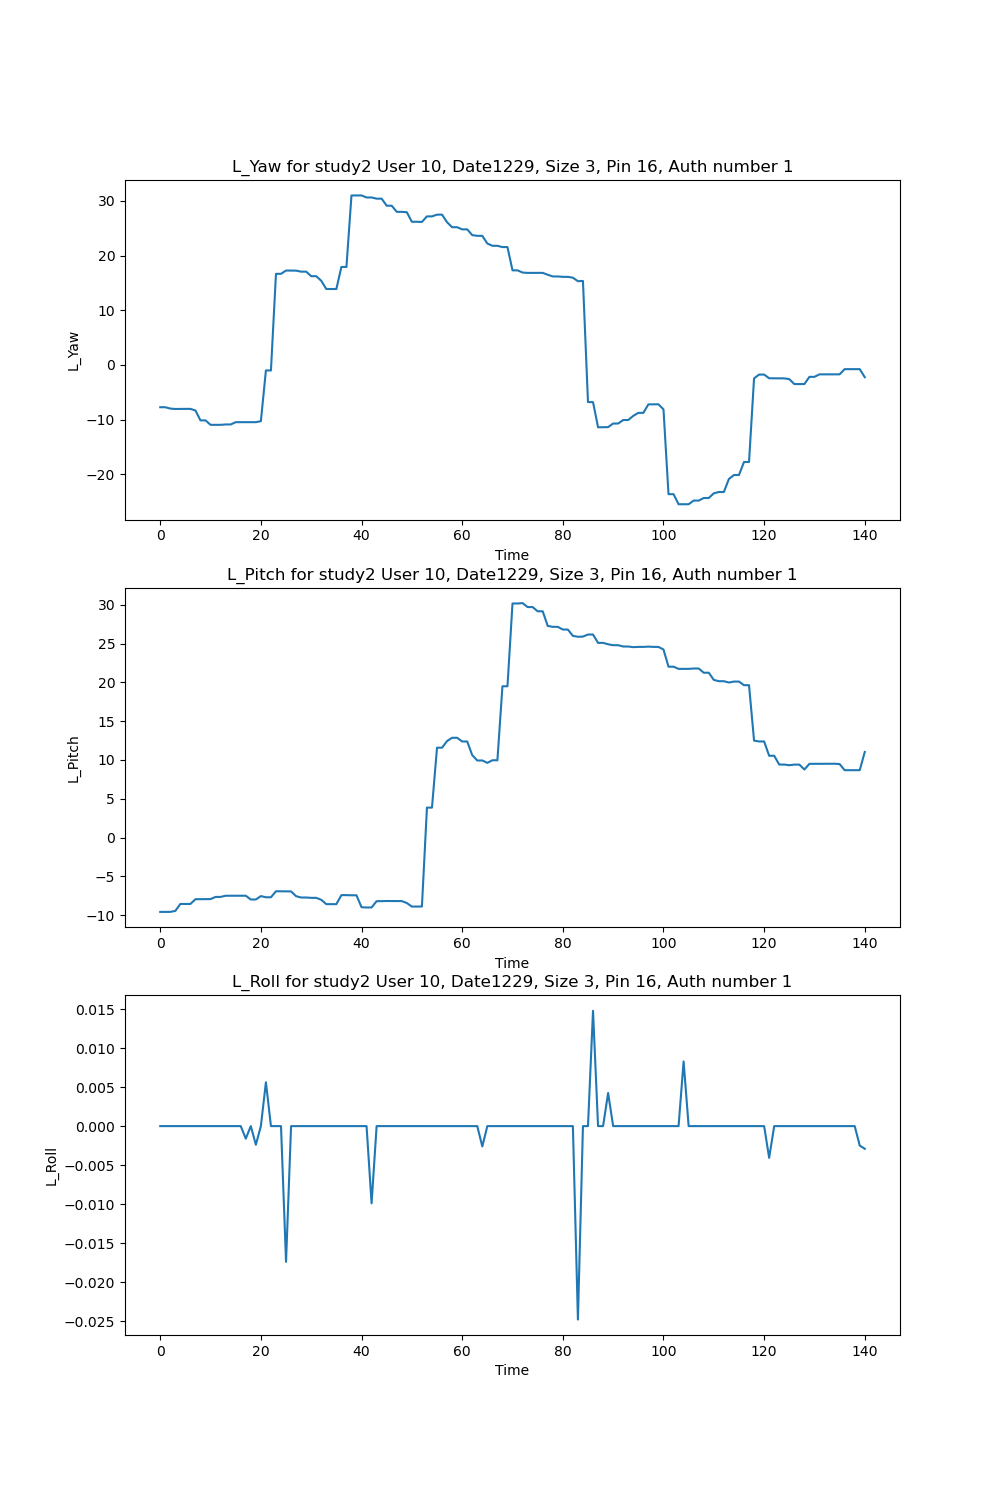 L_Yaw for study2 User 10, Date1229, Size 3, Pin 16, Auth number 1
30
20
10
0
−10
−20
L_Yaw
0 20 40 60 80 100 120 140
Time
L_Pitch for study2 User 10, Date1229, Size 3, Pin 16, Auth number 1
30
25
20
15
10
5
0
−5
−10
L_Pitch
0 20 40 60 80 100 120 140
Time
L_Roll for study2 User 10, Date1229, Size 3, Pin 16, Auth number 1
0.015
0.010
0.005
0.000
−0.005
−0.010
−0.015
−0.020
−0.025
L_Roll
0 20 40 60 80 100 120 140
Time